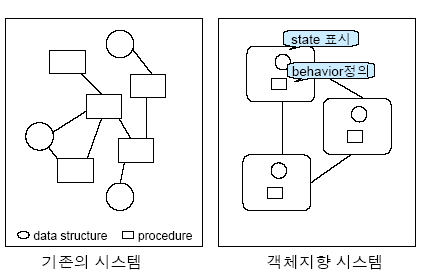 state 표시
behavior정의
data structure
procedure
기존의 시스템
객체지향 시스템